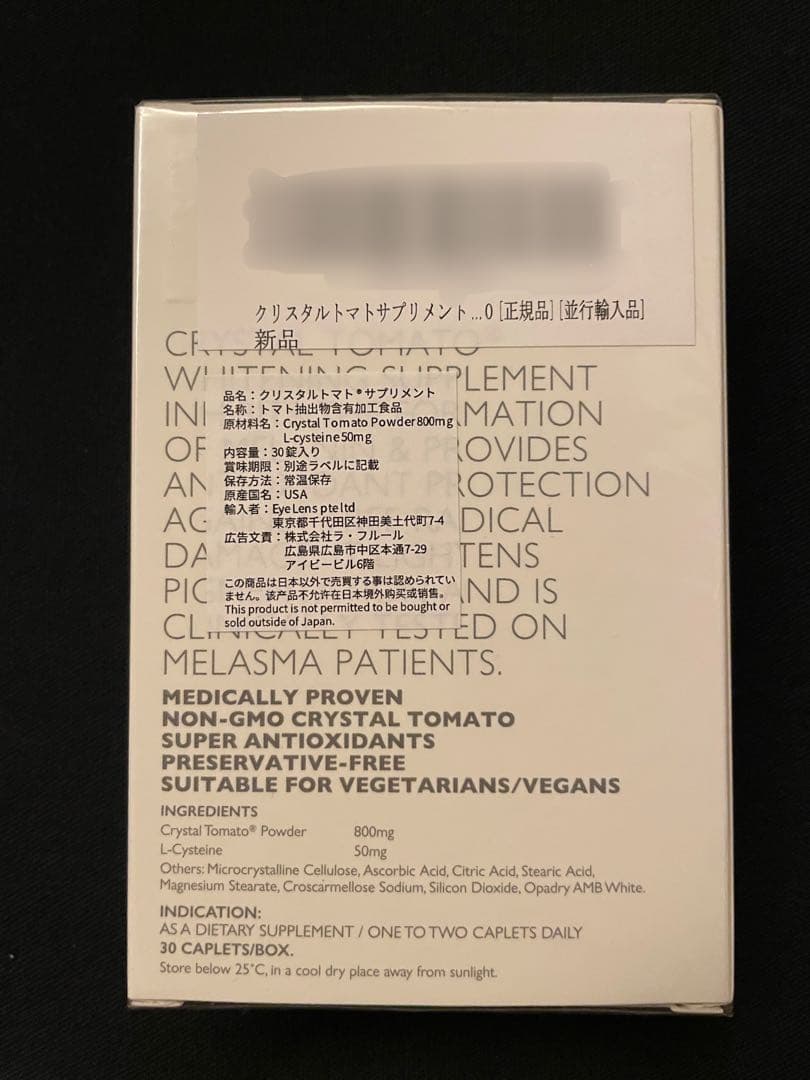 クリスタルトマトサプリメント...0 [正規品] [並行輸入品]
新品
CRYSTAL TOMATO®
WHITENING SUPPLEMENT
IN RMATION
OF & PROVIDES
ANTIOXIDANT PROTECTION
AG RADICAL
DA TENS
PIG AND IS
CLINICALLY TESTED ON
MELASMA PATIENTS.
品名：クリスタルトマト®サプリメント
名称：トマト抽出物含有加工食品
原材料名：Crystal Tomato Powder 800mg
L-cysteine 50mg
内容量：30錠入り
賞味期限：別途ラベルに記載
保存方法：常温保存
原産国名：USA
輸入者：Eye Lens pte ltd
東京都千代田区神田美土代町7-4
広告文責：株式会社ラ・フルール
広島県広島市中区本通7-29
アイビービル6階
この商品は日本以外で売買する事は認められてい
ません。该产品不允许在日本境外购买或销售。
This product is not permitted to be bought or
sold outside of Japan.
MEDICALLY PROVEN
NON-GMO CRYSTAL TOMATO
SUPER ANTIOXIDANTS
PRESERVATIVE-FREE
SUITABLE FOR VEGETARIANS/VEGANS
INGREDIENTS
Crystal Tomato® Powder 800mg
L-Cysteine 50mg
Others: Microcrystalline Cellulose, Ascorbic Acid, Citric Acid, Stearic Acid,
Magnesium Stearate, Croscarmellose Sodium, Silicon Dioxide, Opadry AMB White.
INDICATION:
AS A DIETARY SUPPLEMENT / ONE TO TWO CAPLETS DAILY
30 CAPLETS/BOX.
Store below 25°C, in a cool dry place away from sunlight.